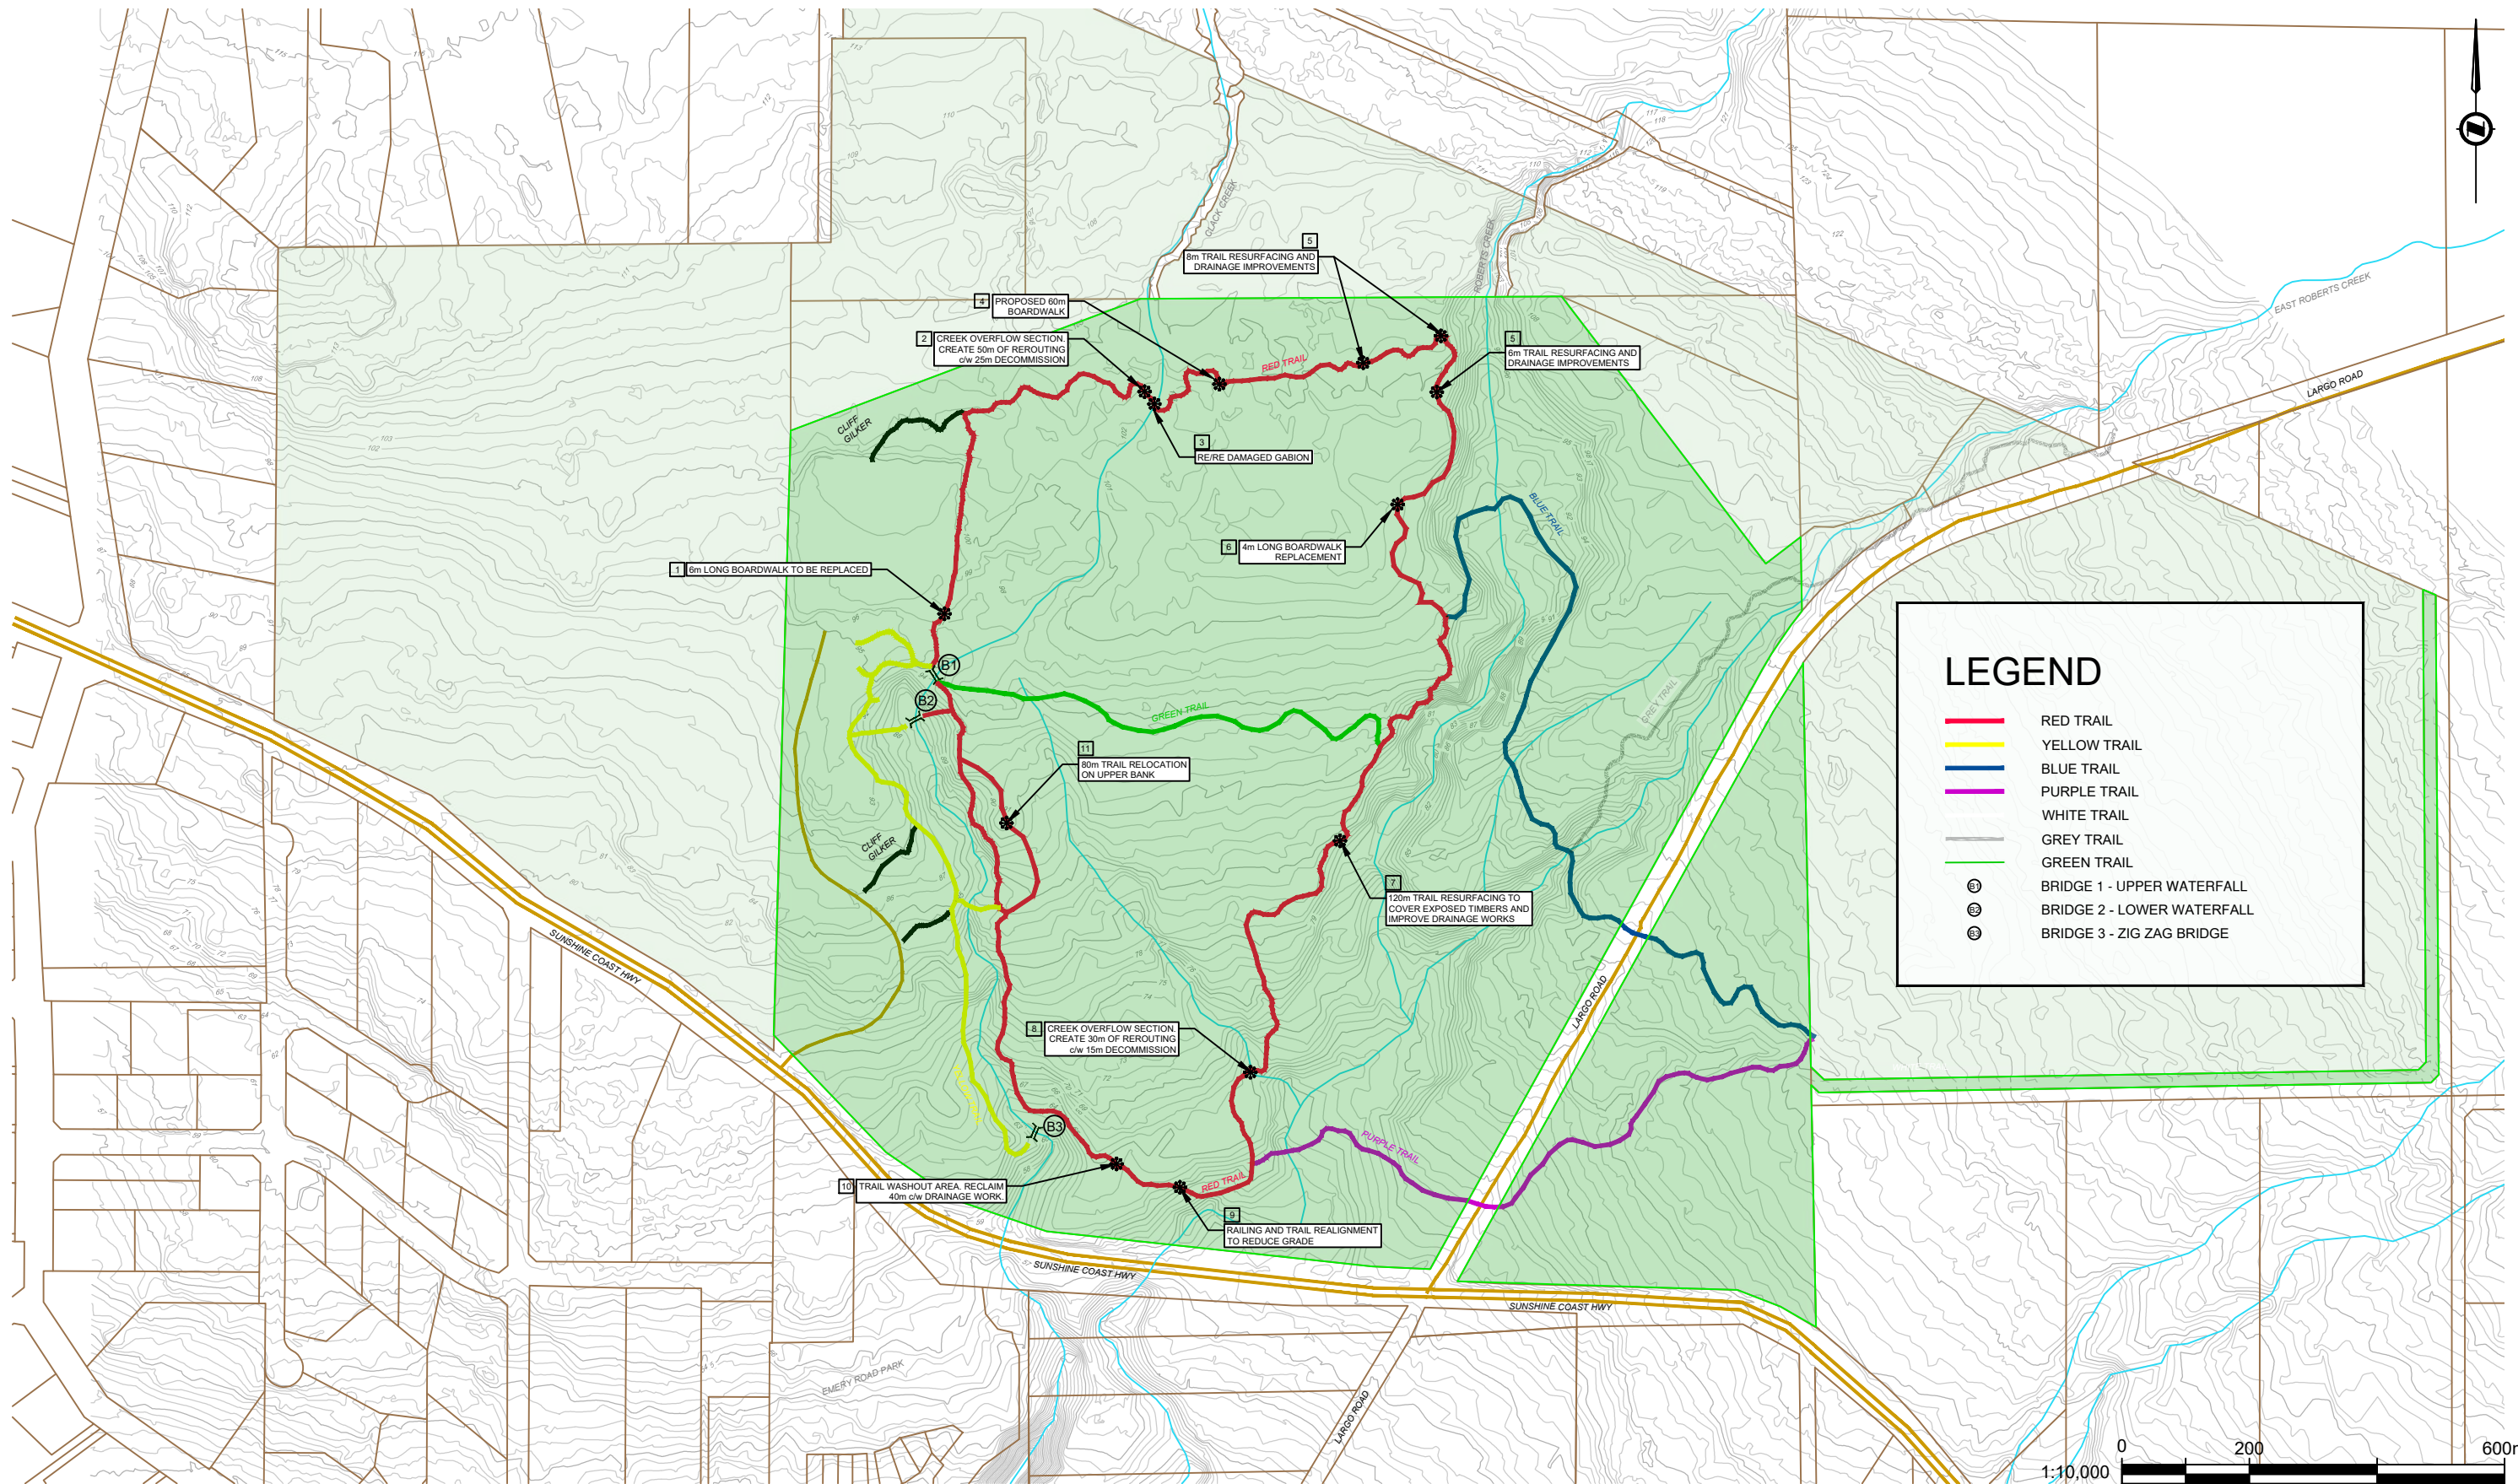 GLACK CREEK
ROBERTS CREEK
EAST ROBERTS CREEK
LARGO ROAD
5
8m TRAIL RESURFACING AND
DRAINAGE IMPROVEMENTS
4
PROPOSED 60m
BOARDWALK
2
CREEK OVERFLOW SECTION.
CREATE 50m OF REROUTING
c/w 25m DECOMMISSION
5
6m TRAIL RESURFACING AND
DRAINAGE IMPROVEMENTS
RED TRAIL
CLIFF
GILKER
3
RE/RE DAMAGED GABION
BLUE TRAIL
6
4m LONG BOARDWALK
REPLACEMENT
1
6m LONG BOARDWALK TO BE REPLACED
B1
B2
GREEN TRAIL
GREY TRAIL
11
80m TRAIL RELOCATION
ON UPPER BANK
CLIFF
GILKER
7
120m TRAIL RESURFACING TO
COVER EXPOSED TIMBERS AND
IMPROVE DRAINAGE WORKS
SUNSHINE COAST HWY
LARGO ROAD
8
CREEK OVERFLOW SECTION.
CREATE 30m OF REROUTING
c/w 15m DECOMMISSION
YELLOW TRAIL
B3
PURPLE TRAIL
RED TRAIL
10
TRAIL WASHOUT AREA. RECLAIM
40m c/w DRAINAGE WORK.
9
RAILING AND TRAIL REALIGNMENT
TO REDUCE GRADE
SUNSHINE COAST HWY
SUNSHINE COAST HWY
EMERY ROAD PARK
LARGO ROAD
LEGEND
RED TRAIL
YELLOW TRAIL
BLUE TRAIL
PURPLE TRAIL
WHITE TRAIL
GREY TRAIL
GREEN TRAIL
B1 BRIDGE 1 - UPPER WATERFALL
B2 BRIDGE 2 - LOWER WATERFALL
B3 BRIDGE 3 - ZIG ZAG BRIDGE
0 200 600m
1:10,000